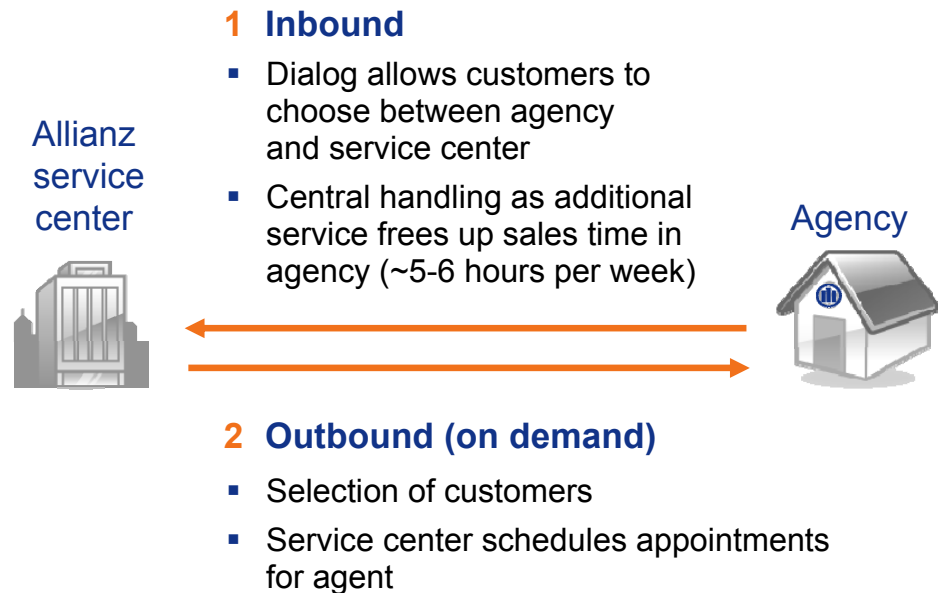 1 Inbound
▪ Dialog allows customers to
choose between agency
and service center
▪ Central handling as additional
service frees up sales time in
agency (~5-6 hours per week)
Allianz
service
center
Agency
2 Outbound (on demand)
▪ Selection of customers
▪ Service center schedules appointments
for agent